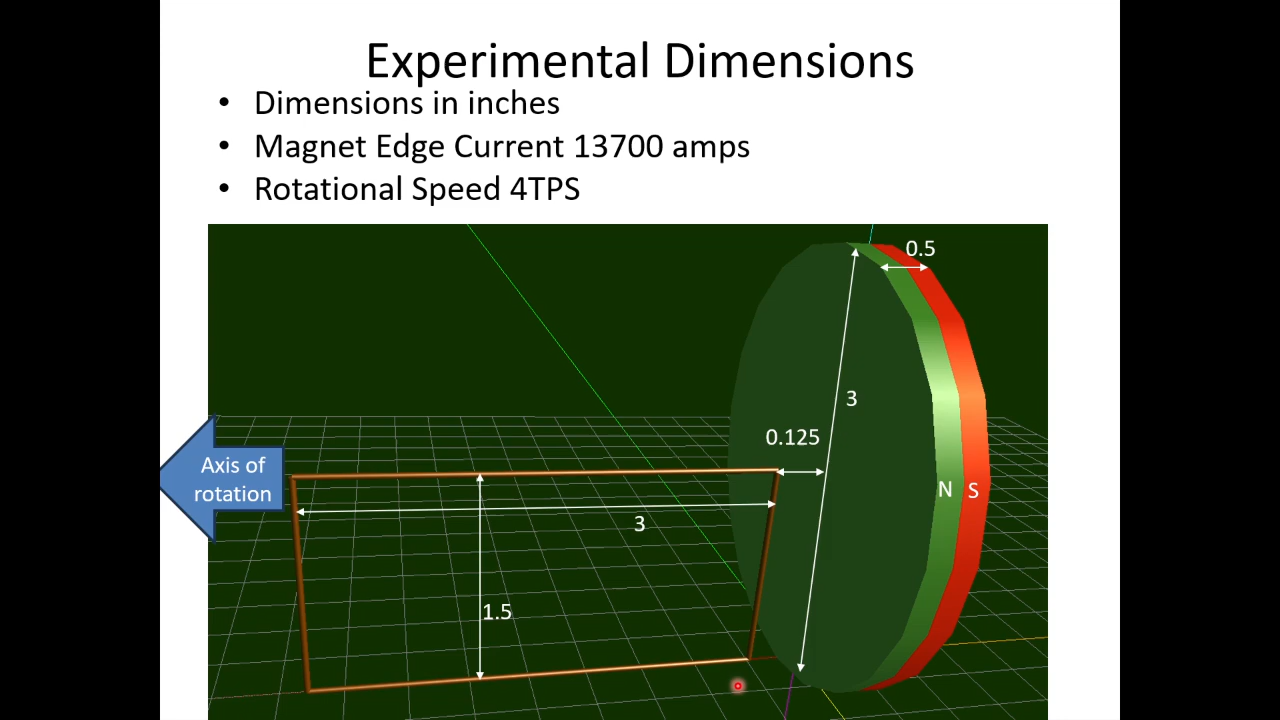 Experimental Dimensions
• Dimensions in inches
• Magnet Edge Current 13700 amps
• Rotational Speed 4TPS
0.5
3
0.125
Axis of
rotation
N S
3
1.5